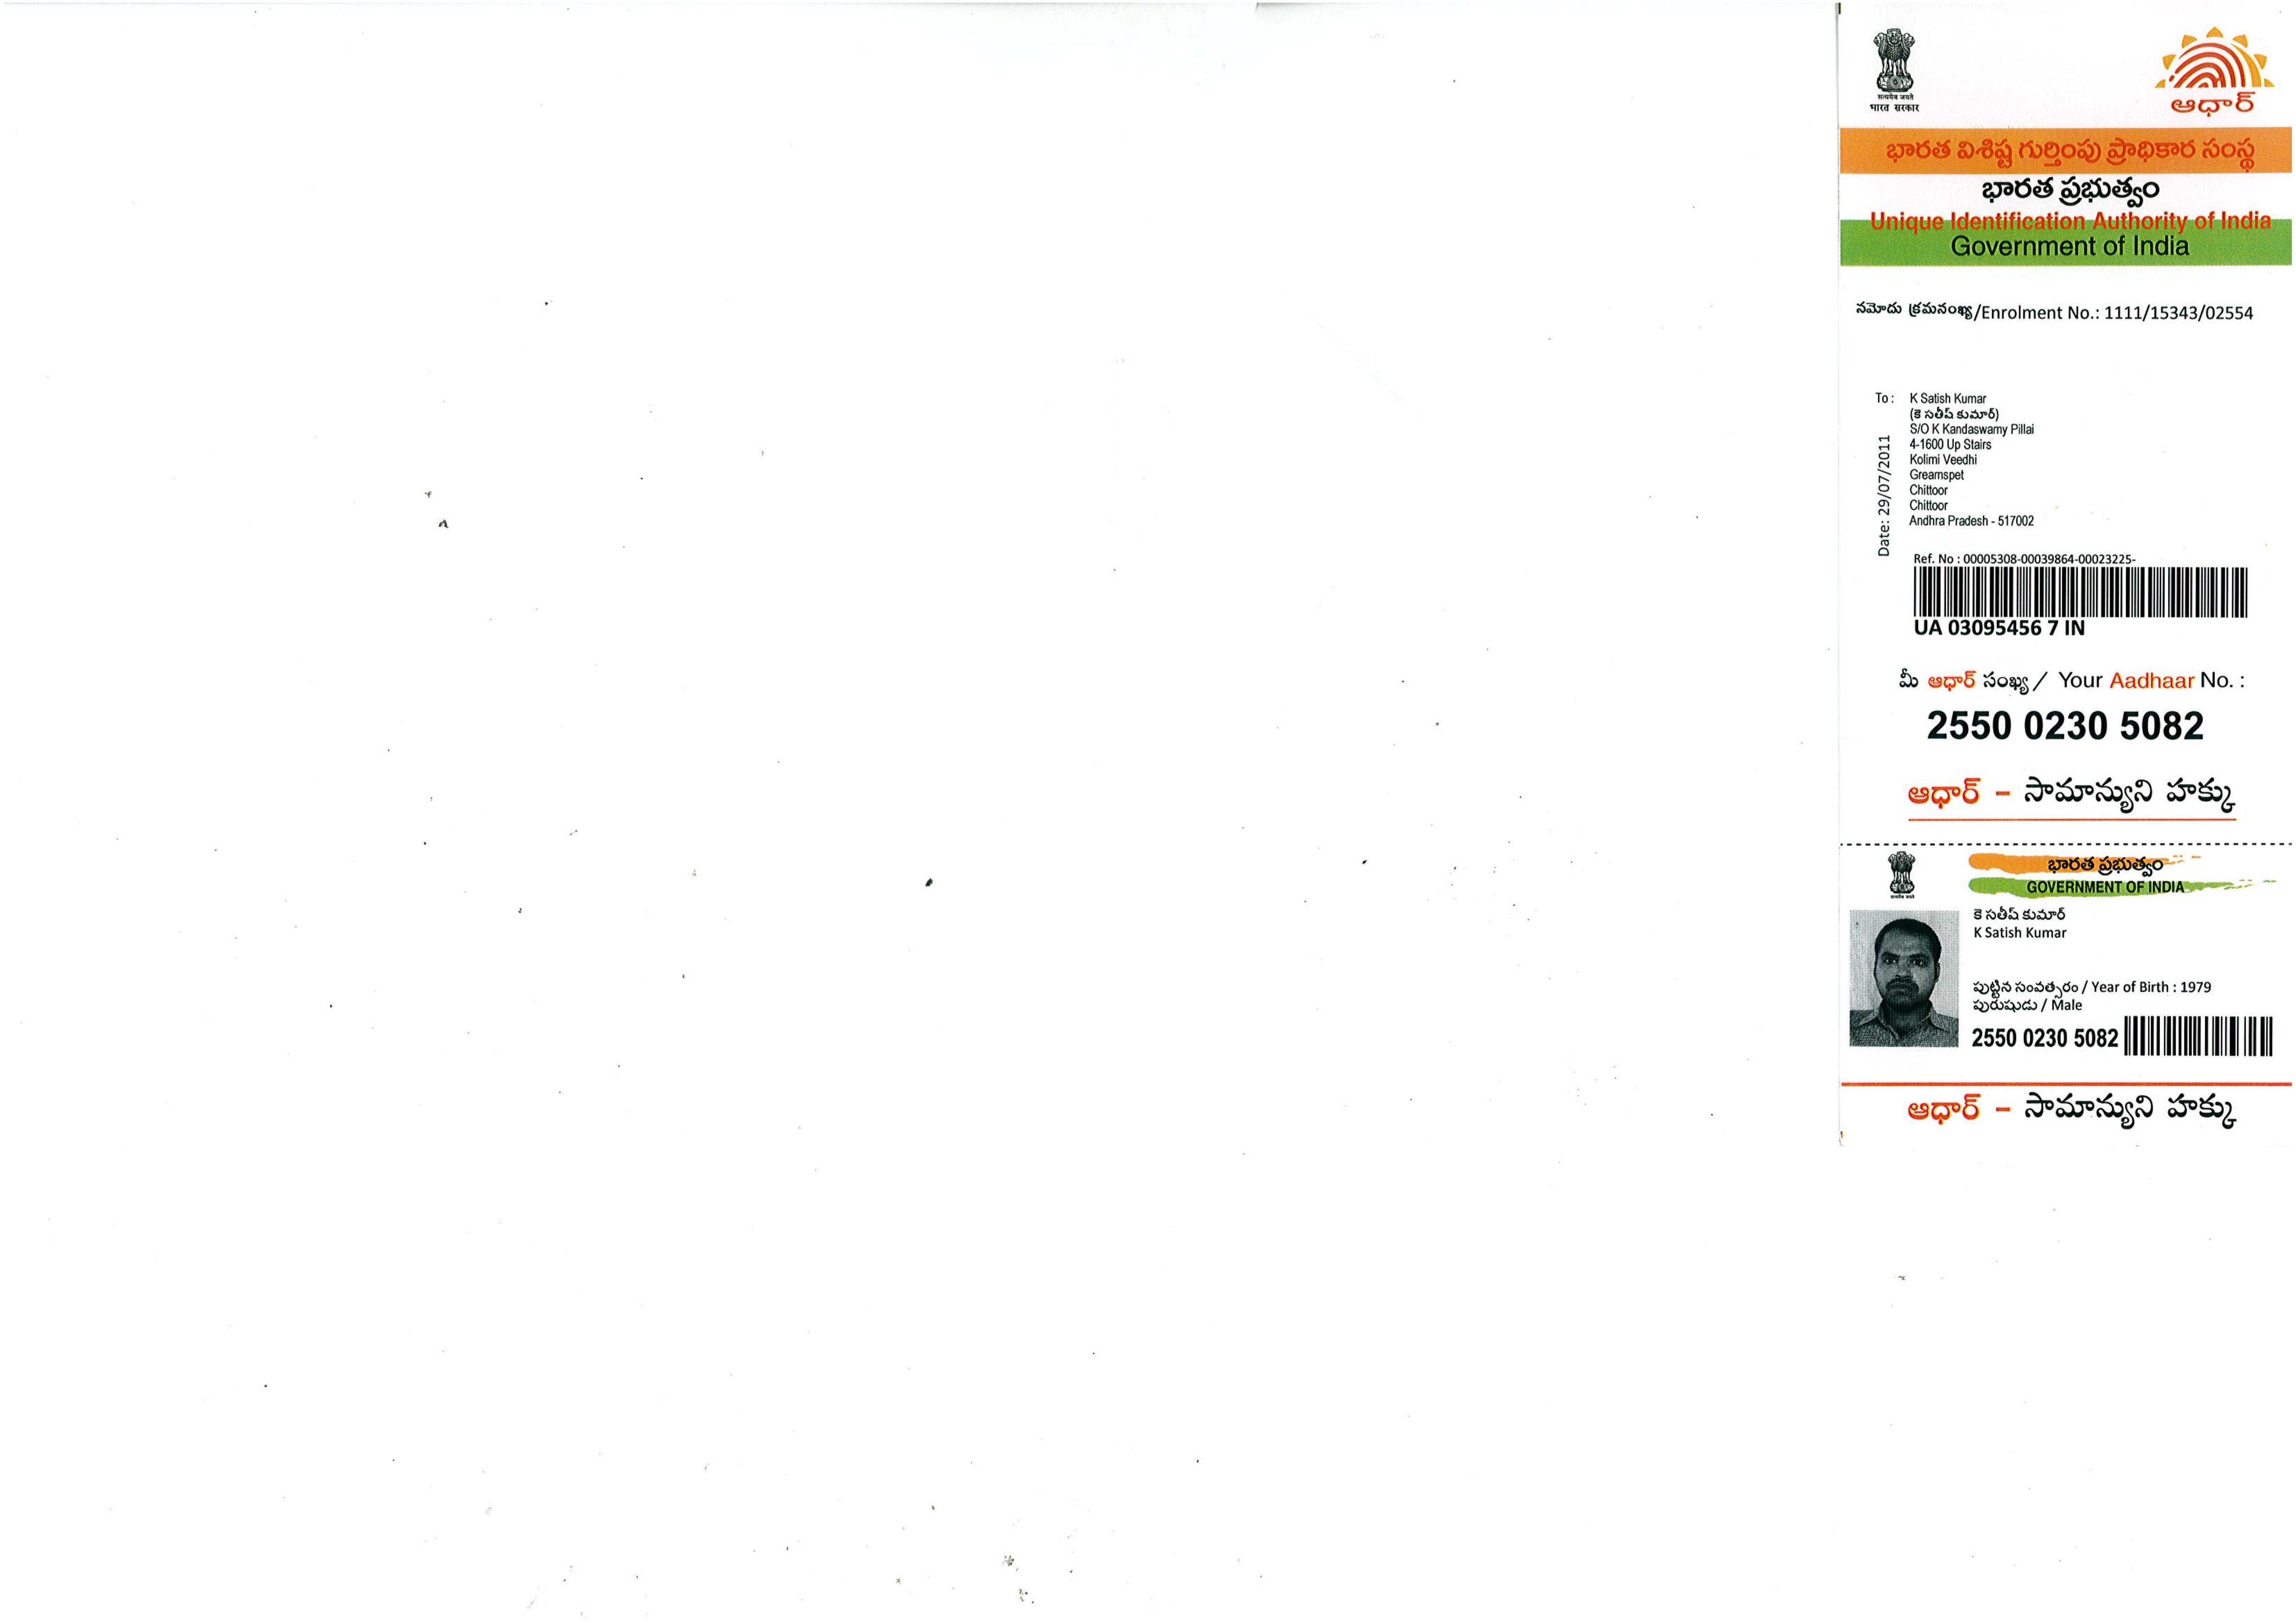 सत्यमेव जयते
भारत सरकार
ఆధార్
భారత విశిష్ట గుర్తింపు ప్రాధికార సంస్థ
భారత ప్రభుత్వం
Unique Identification Authority of India
Government of India
నమోదు క్రమసంఖ్య/Enrolment No.: 1111/15343/02554
To : K Satish Kumar
(కె సతీష్ కుమార్)
S/O K Kandaswamy Pillai
4-1600 Up Stairs
Kolimi Veedhi
Greamspet
Chittoor
Chittoor
Andhra Pradesh - 517002
Date: 29/07/2011
Ref. No : 00005308-00039864-00023225-
UA 03095456 7 IN
మీ ఆధార్ సంఖ్య / Your Aadhaar No. :
2550 0230 5082
ఆధార్ - సామాన్యుని హక్కు
భారత ప్రభుత్వం
GOVERNMENT OF INDIA
सत्यमेव जयते
కె సతీష్ కుమార్
K Satish Kumar
పుట్టిన సంవత్సరం / Year of Birth : 1979
పురుషుడు / Male
2550 0230 5082
ఆధార్ - సామాన్యుని హక్కు